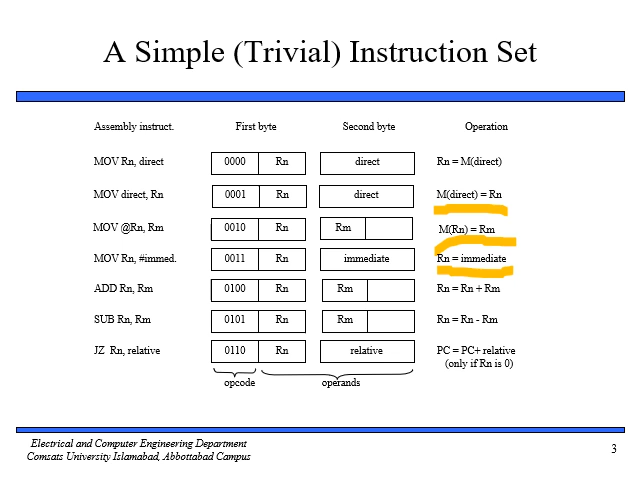 A Simple (Trivial) Instruction Set
Assembly instruct. First byte Second byte Operation
MOV Rn, direct 0000 Rn direct Rn = M(direct)
MOV direct, Rn 0001 Rn direct M(direct) = Rn
MOV @Rn, Rm 0010 Rn Rm M(Rn) = Rm
MOV Rn, #immed. 0011 Rn immediate Rn = immediate
ADD Rn, Rm 0100 Rn Rm Rn = Rn + Rm
SUB Rn, Rm 0101 Rn Rm Rn = Rn - Rm
JZ Rn, relative 0110 Rn relative PC = PC+ relative
(only if Rn is 0)
opcode operands
Electrical and Computer Engineering Department
Comsats University Islamabad, Abbottabad Campus
3